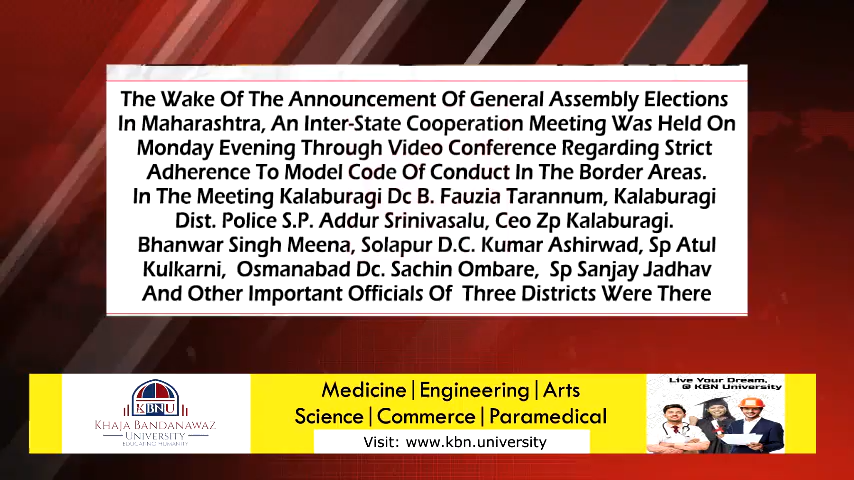 The Wake Of The Announcement Of General Assembly Elections
In Maharashtra, An Inter-State Cooperation Meeting Was Held On
Monday Evening Through Video Conference Regarding Strict
Adherence To Model Code Of Conduct In The Border Areas.
In The Meeting Kalaburagi Dc B. Fauzia Tarannum, Kalaburagi
Dist. Police S.P. Addur Srinivasalu, Ceo Zp Kalaburagi.
Bhanwar Singh Meena, Solapur D.C. Kumar Ashirwad, Sp Atul
Kulkarni, Osmanabad Dc. Sachin Ombare, Sp Sanjay Jadhav
And Other Important Officials Of Three Districts Were There
KBNU
KHAJA BANDANAWAZ
UNIVERSITY
EDUCATING HUMANITY
Medicine|Engineering|Arts
Science|Commerce|Paramedical
Visit: www.kbn.university
Live Your Dream,
@ KBN University